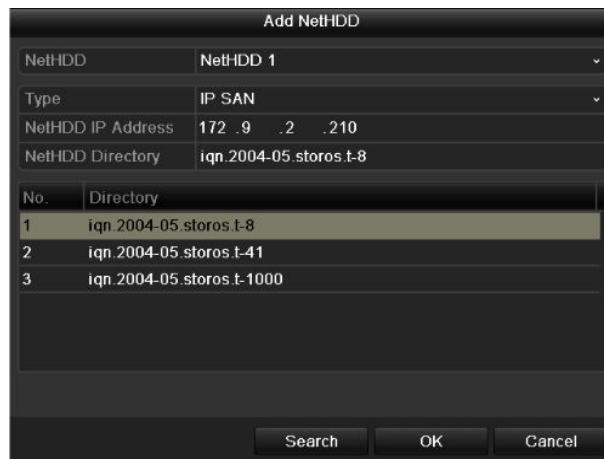 Add NetHDD
NetHDD NetHDD 1
Type IP SAN
NetHDD IP Address 172 .9 .2 .210
NetHDD Directory iqn.2004-05.storos.t-8
No. Directory
1 iqn.2004-05.storos.t-8
2 iqn.2004-05.storos.t-41
3 iqn.2004-05.storos.t-1000
Search OK Cancel